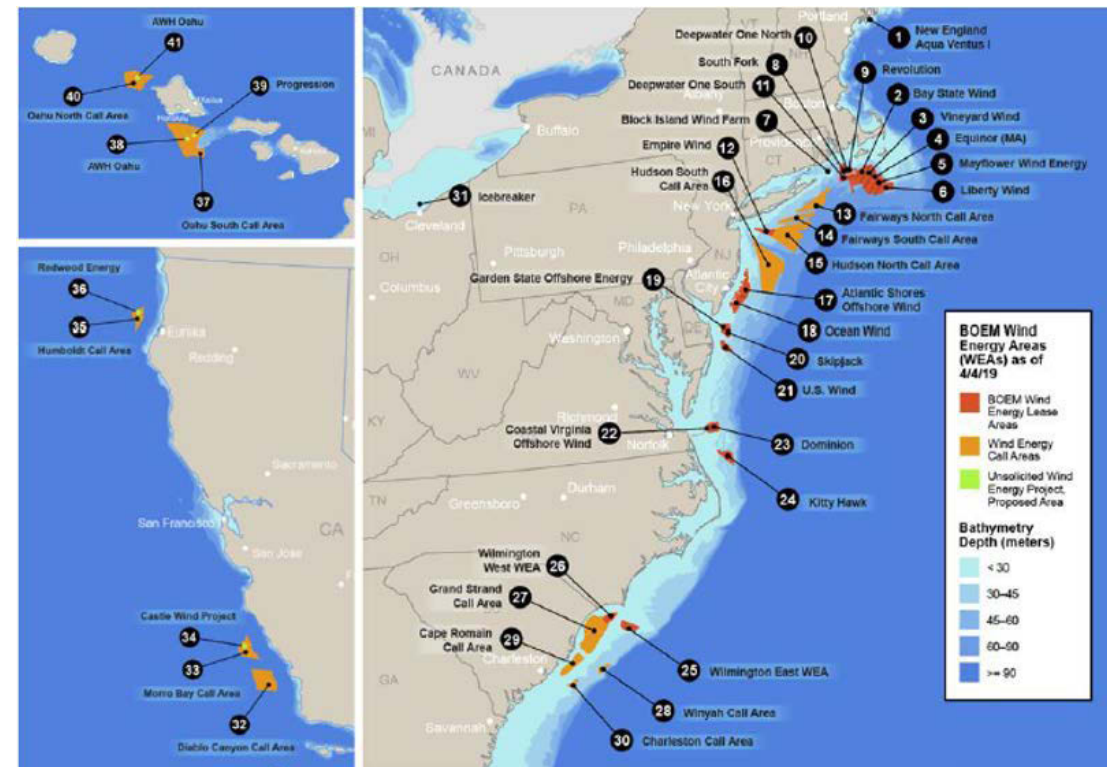 AWH Oahu
41
40
Oahu North Call Area
39
Progression
38
AWH Oahu
37
Oahu South Call Area
Honolulu
Redwood Energy
36
35
Humboldt Call Area
Eureka
Redding
Sacramento
San Francisco
CA
San Jose
Castle Wind Project
34
33
Morro Bay Call Area
32
Diablo Canyon Call Area
CANADA
VT
NH
Portland
1
New England
Aqua Ventus I
Deepwater One North
10
South Fork
8
Deepwater One South
11
Block Island Wind Farm
7
9
Revolution
2
Bay State Wind
3
Vineyard Wind
4
Equinor (MA)
5
Mayflower Wind Energy
6
Liberty Wind
Albany
Boston
Providence
CT
Buffalo
MI
Empire Wind
12
Hudson South
Call Area
16
New York
31
Icebreaker
Cleveland
PA
13
Fairways North Call Area
14
Fairways South Call Area
15
Hudson North Call Area
OH
Pittsburgh
Philadelphia
NJ
Columbus
Garden State Offshore Energy
19
Atlantic
City
MD
DE
17
Atlantic Shores
Offshore Wind
18
Ocean Wind
Washington
20
Skipjack
WV
21
U.S. Wind
KY
Richmond
Coastal Virginia
Offshore Wind
22
Norfolk
23
Dominion
24
Kitty Hawk
TN
Greensboro
Durham
NC
Wilmington
West WEA
26
Grand Strand
Call Area
27
Cape Romain
Call Area
29
Charleston
25
Wilmington East WEA
GA
28
Winyah Call Area
Savannah
30
Charleston Call Area
BOEM Wind
Energy Areas
(WEAs) as of
4/4/19
BOEM Wind
Energy Lease
Areas
Wind Energy
Call Areas
Unsolicited Wind
Energy Project,
Proposed Area
Bathymetry
Depth (meters)
< 30
30–45
45–60
60–90
>= 90